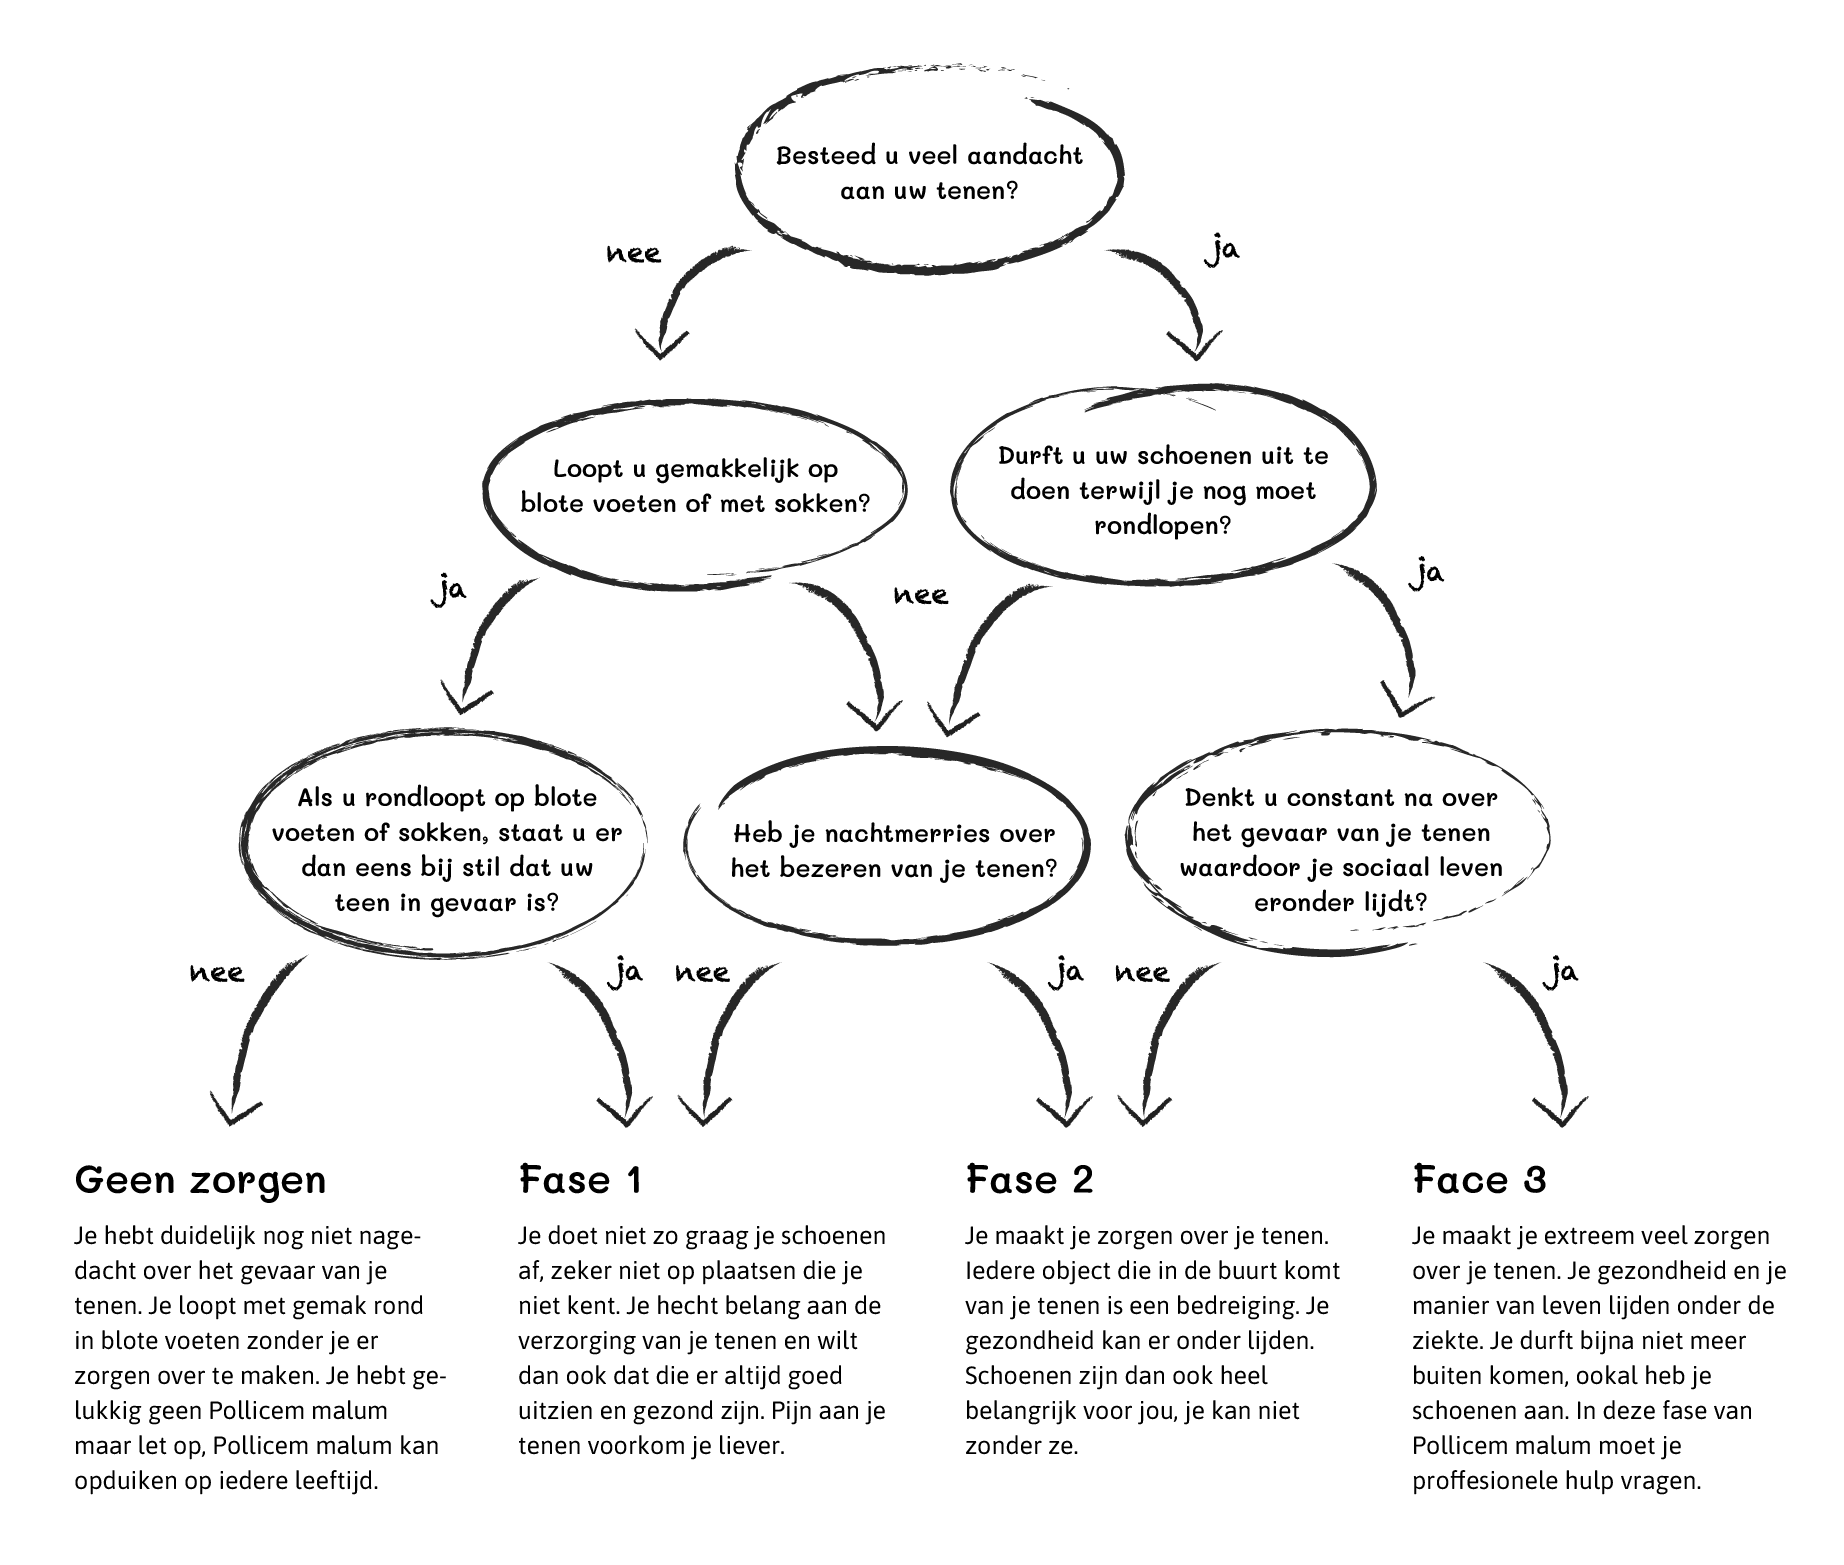 Besteed u veel aandacht
aan uw tenen?
nee
ja
Loopt u gemakkelijk op
blote voeten of met sokken?
Durft u uw schoenen uit te
doen terwijl je nog moet
rondlopen?
ja
nee
ja
Als u rondloopt op blote
voeten of sokken, staat u er
dan eens bij stil dat uw
teen in gevaar is?
Heb je nachtmerries over
het bezeren van je tenen?
Denkt u constant na over
het gevaar van je tenen
waardoor je sociaal leven
eronder lijdt?
nee
ja
nee
ja
nee
ja
Geen zorgen
Je hebt duidelijk nog niet nage-
dacht over het gevaar van je
tenen. Je loopt met gemak rond
in blote voeten zonder je er
zorgen over te maken. Je hebt ge-
lukkig geen Pollicem malum
maar let op, Pollicem malum kan
opduiken op iedere leeftijd.
Fase 1
Je doet niet zo graag je schoenen
af, zeker niet op plaatsen die je
niet kent. Je hecht belang aan de
verzorging van je tenen en wilt
dan ook dat die er altijd goed
uitzien en gezond zijn. Pijn aan je
tenen voorkom je liever.
Fase 2
Je maakt je zorgen over je tenen.
Iedere object die in de buurt komt
van je tenen is een bedreiging. Je
gezondheid kan er onder lijden.
Schoenen zijn dan ook heel
belangrijk voor jou, je kan niet
zonder ze.
Face 3
Je maakt je extreem veel zorgen
over je tenen. Je gezondheid en je
manier van leven lijden onder de
ziekte. Je durft bijna niet meer
buiten komen, ookal heb je
schoenen aan. In deze fase van
Pollicem malum moet je
proffesionele hulp vragen.